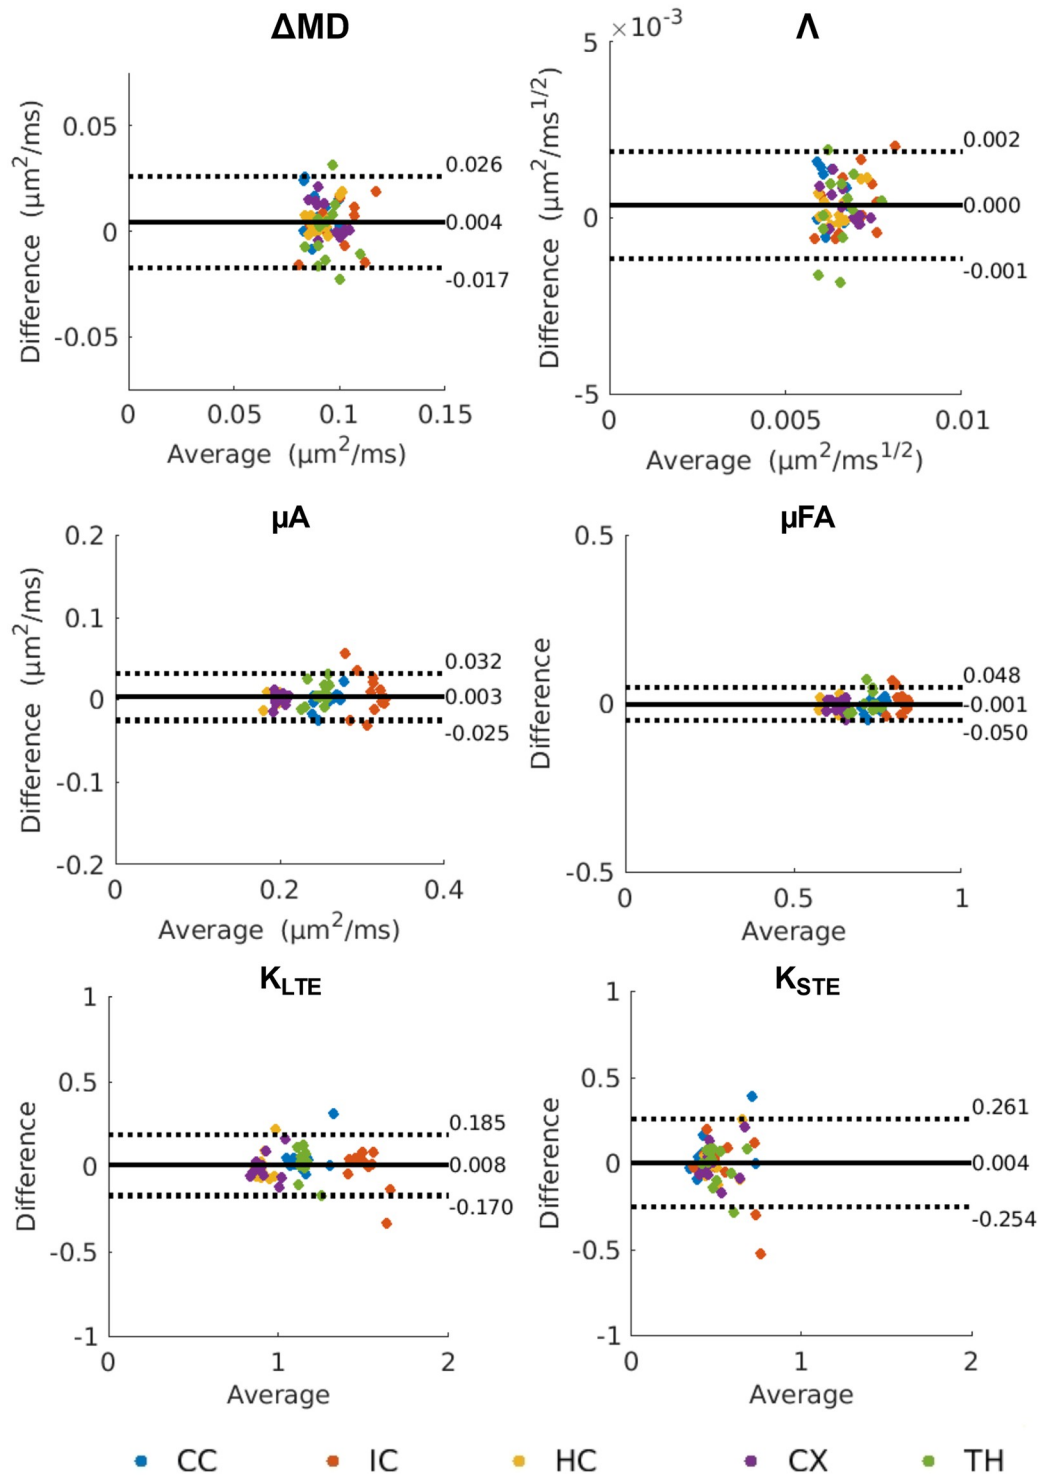 ΔMD
Difference (µm²/ms)
0.05
0
-0.05
0.026
0.004
-0.017
0 0.05 0.1 0.15
Average (µm²/ms)
Λ
×10⁻³
Difference (µm²/ms¹/²)
5
0
-5
0.002
0.000
-0.001
0 0.005 0.01
Average (µm²/ms¹/²)
µA
Difference (µm²/ms)
0.2
0.1
0
-0.1
-0.2
0.032
0.003
-0.025
0 0.2 0.4
Average (µm²/ms)
µFA
Difference
0.5
0
-0.5
0.048
-0.001
-0.050
0 0.5 1
Average
K_LTE
Difference
1
0.5
0
-0.5
-1
0.185
0.008
-0.170
0 1 2
Average
K_STE
Difference
1
0.5
0
-0.5
-1
0.261
0.004
-0.254
0 1 2
Average
CC IC HC CX TH